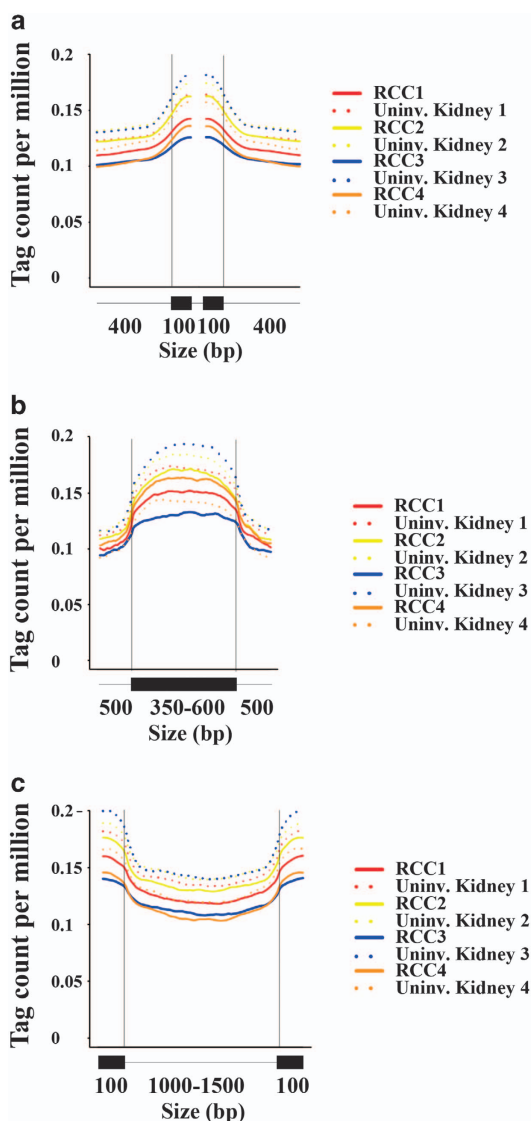 a
Tag count per million
0.2
0.15
0.1
0.05
0
400 100 100 400
Size (bp)
RCC1
Uninv. Kidney 1
RCC2
Uninv. Kidney 2
RCC3
Uninv. Kidney 3
RCC4
Uninv. Kidney 4
b
Tag count per million
0.2
0.15
0.1
0.05
0
500 350-600 500
Size (bp)
RCC1
Uninv. Kidney 1
RCC2
Uninv. Kidney 2
RCC3
Uninv. Kidney 3
RCC4
Uninv. Kidney 4
c
Tag count per million
0.2
0.15
0.1
0.05
0
100 1000-1500 100
Size (bp)
RCC1
Uninv. Kidney 1
RCC2
Uninv. Kidney 2
RCC3
Uninv. Kidney 3
RCC4
Uninv. Kidney 4